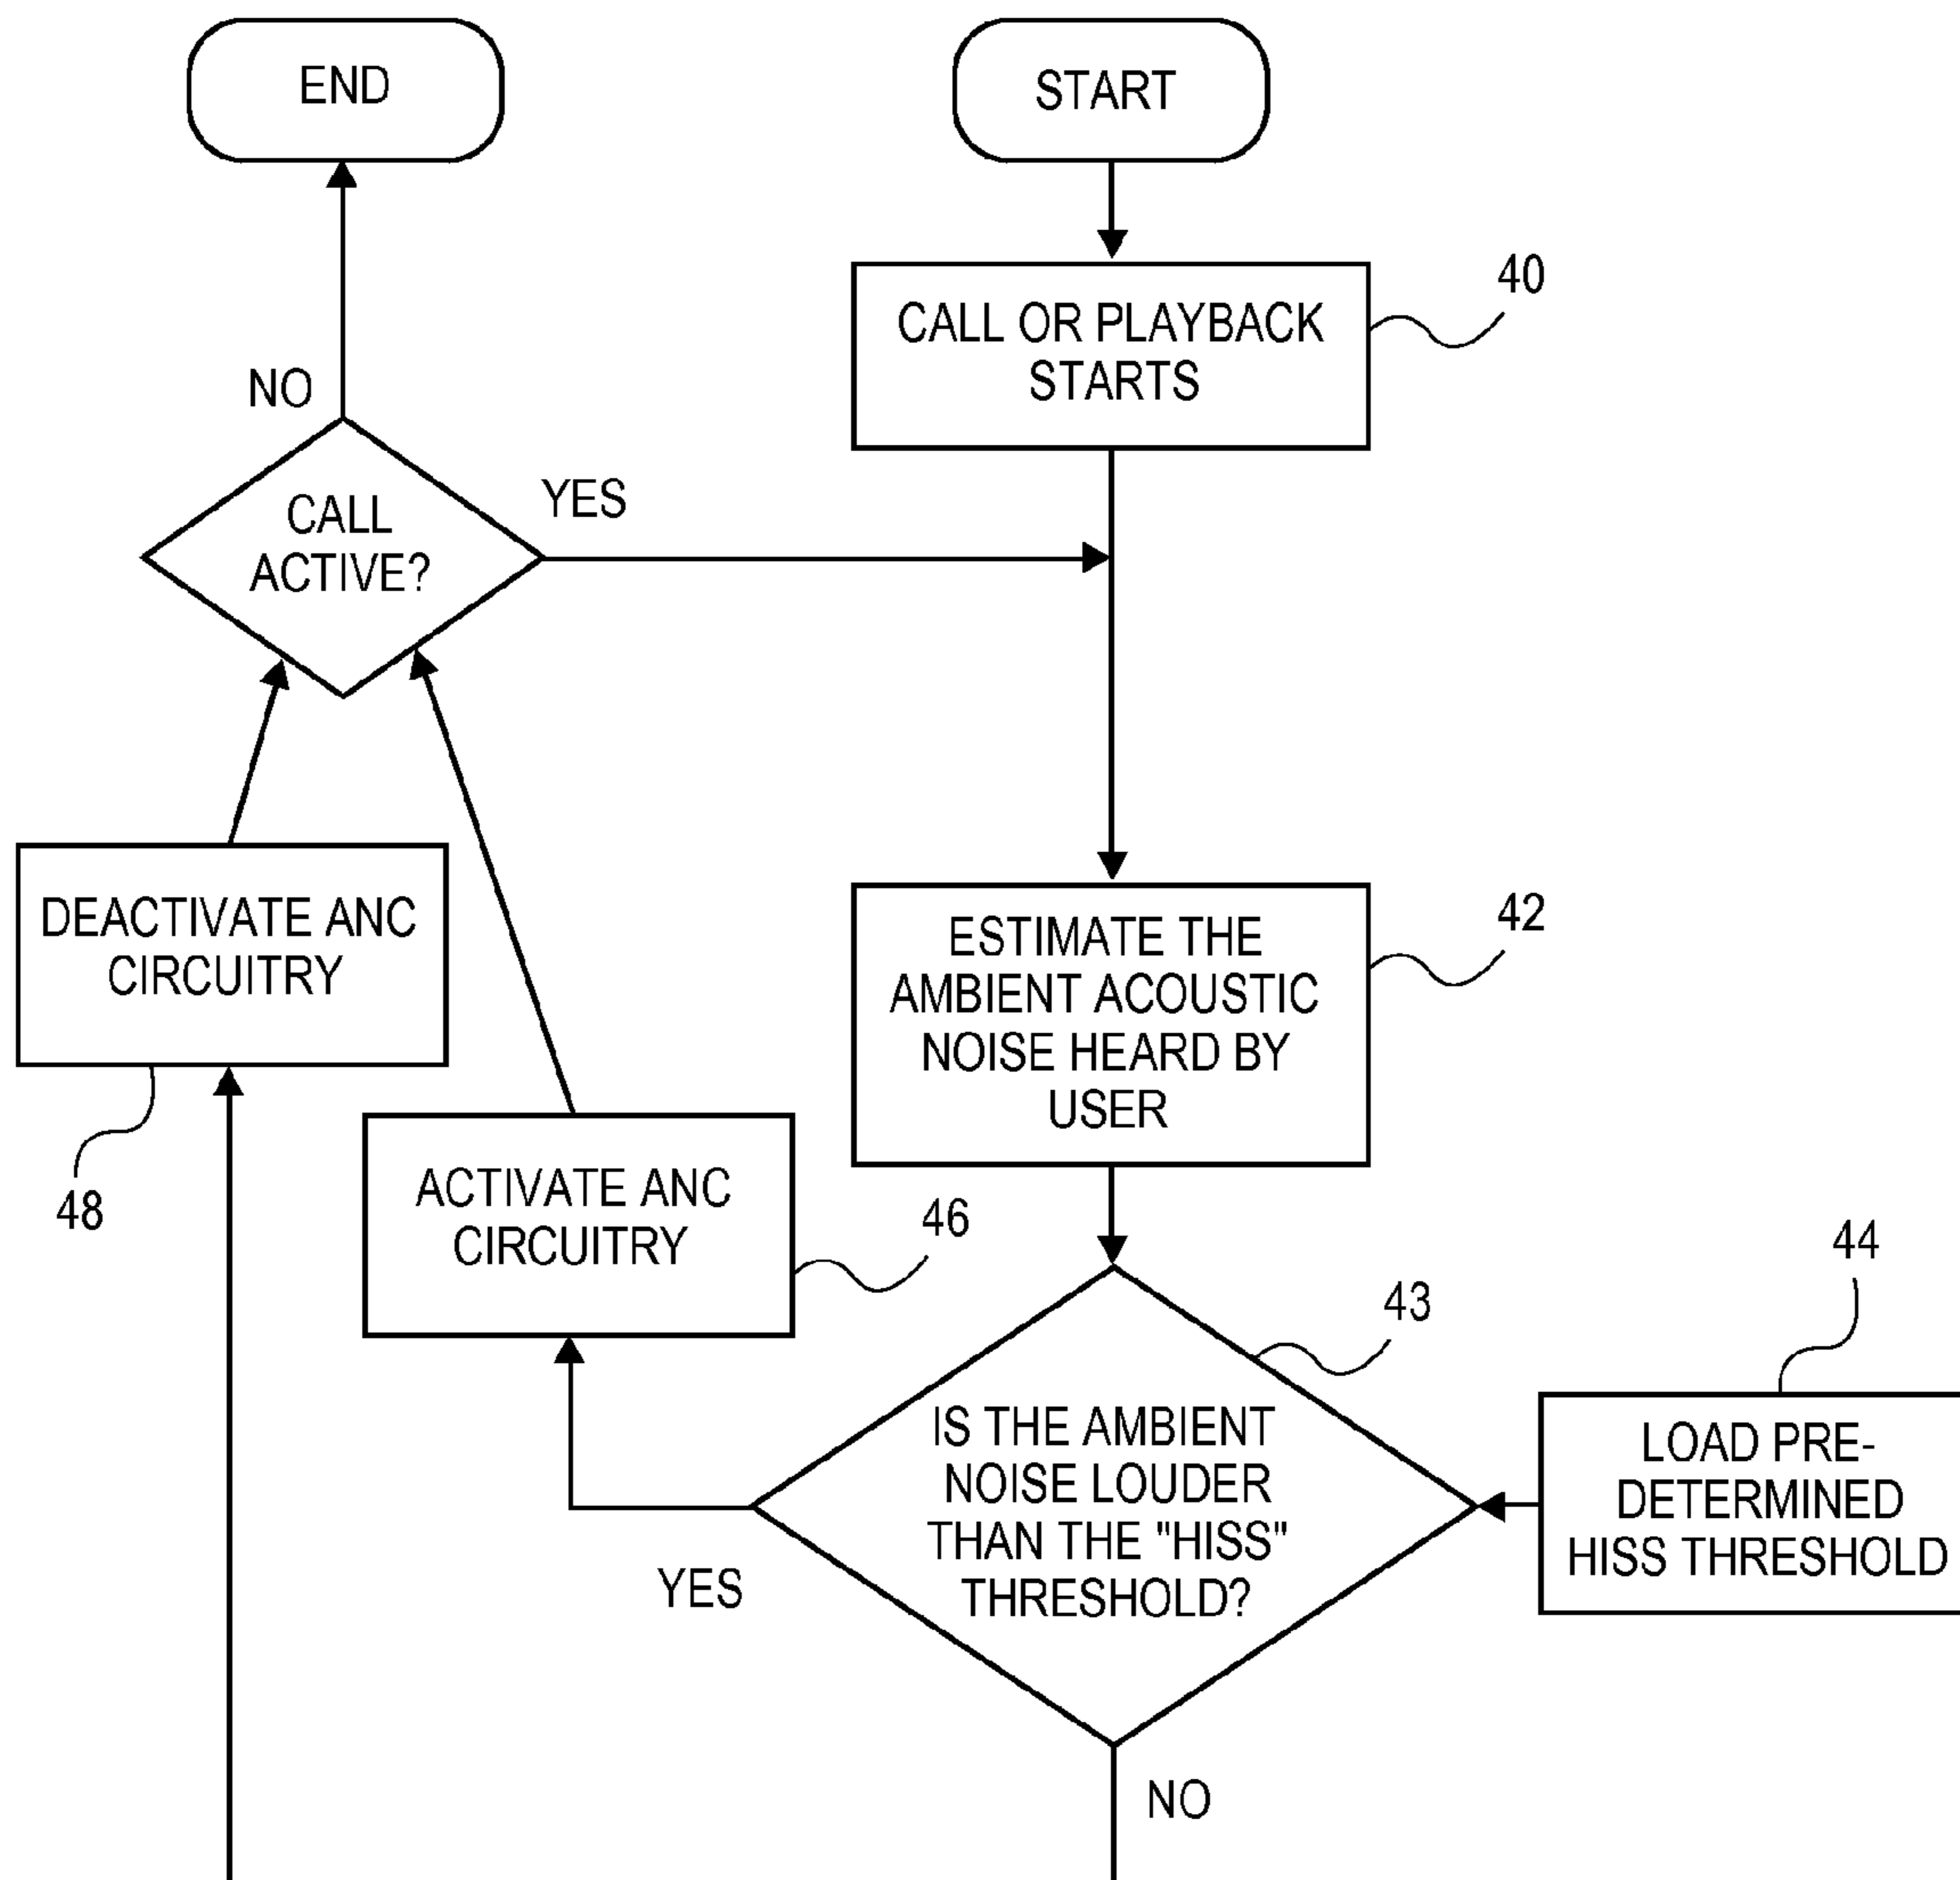 END
START
CALL OR PLAYBACK
STARTS
40
NO
CALL
ACTIVE?
YES
DEACTIVATE ANC
CIRCUITRY
48
ESTIMATE THE
AMBIENT ACOUSTIC
NOISE HEARD BY
USER
42
ACTIVATE ANC
CIRCUITRY
46
43
44
IS THE AMBIENT
NOISE LOUDER
THAN THE "HISS"
THRESHOLD?
LOAD PRE-
DETERMINED
HISS THRESHOLD
YES
NO